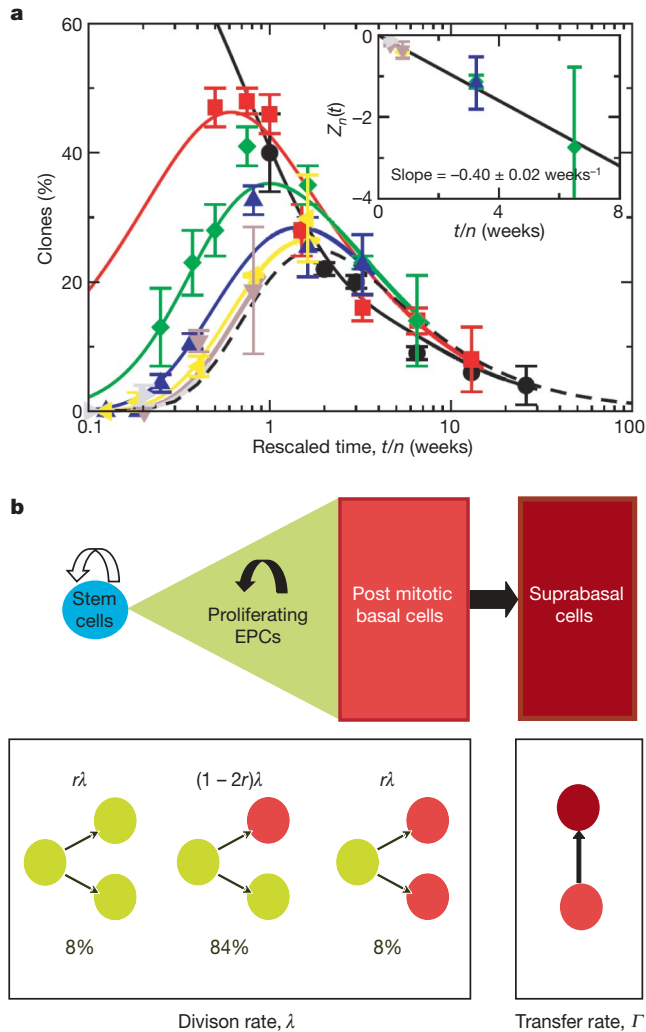 a
60
40
20
0
Clones (%)
0.1
1
10
100
Rescaled time, t/n (weeks)
0
−2
−4
Zn(t)
Slope = −0.40 ± 0.02 weeks−1
0
4
8
t/n (weeks)
b
Stem
cells
Proliferating
EPCs
Post mitotic
basal cells
Suprabasal
cells
rλ
(1 − 2r)λ
rλ
8%
84%
8%
Divison rate, λ
Transfer rate, Γ